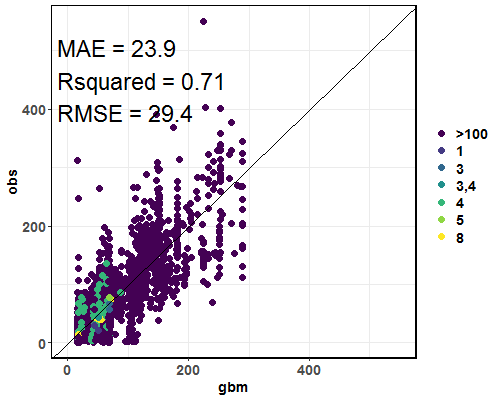 MAE = 23.9
Rsquared = 0.71
RMSE = 29.4
400
200
0
obs
0 200 400
gbm
>100
1
3
3,4
4
5
8